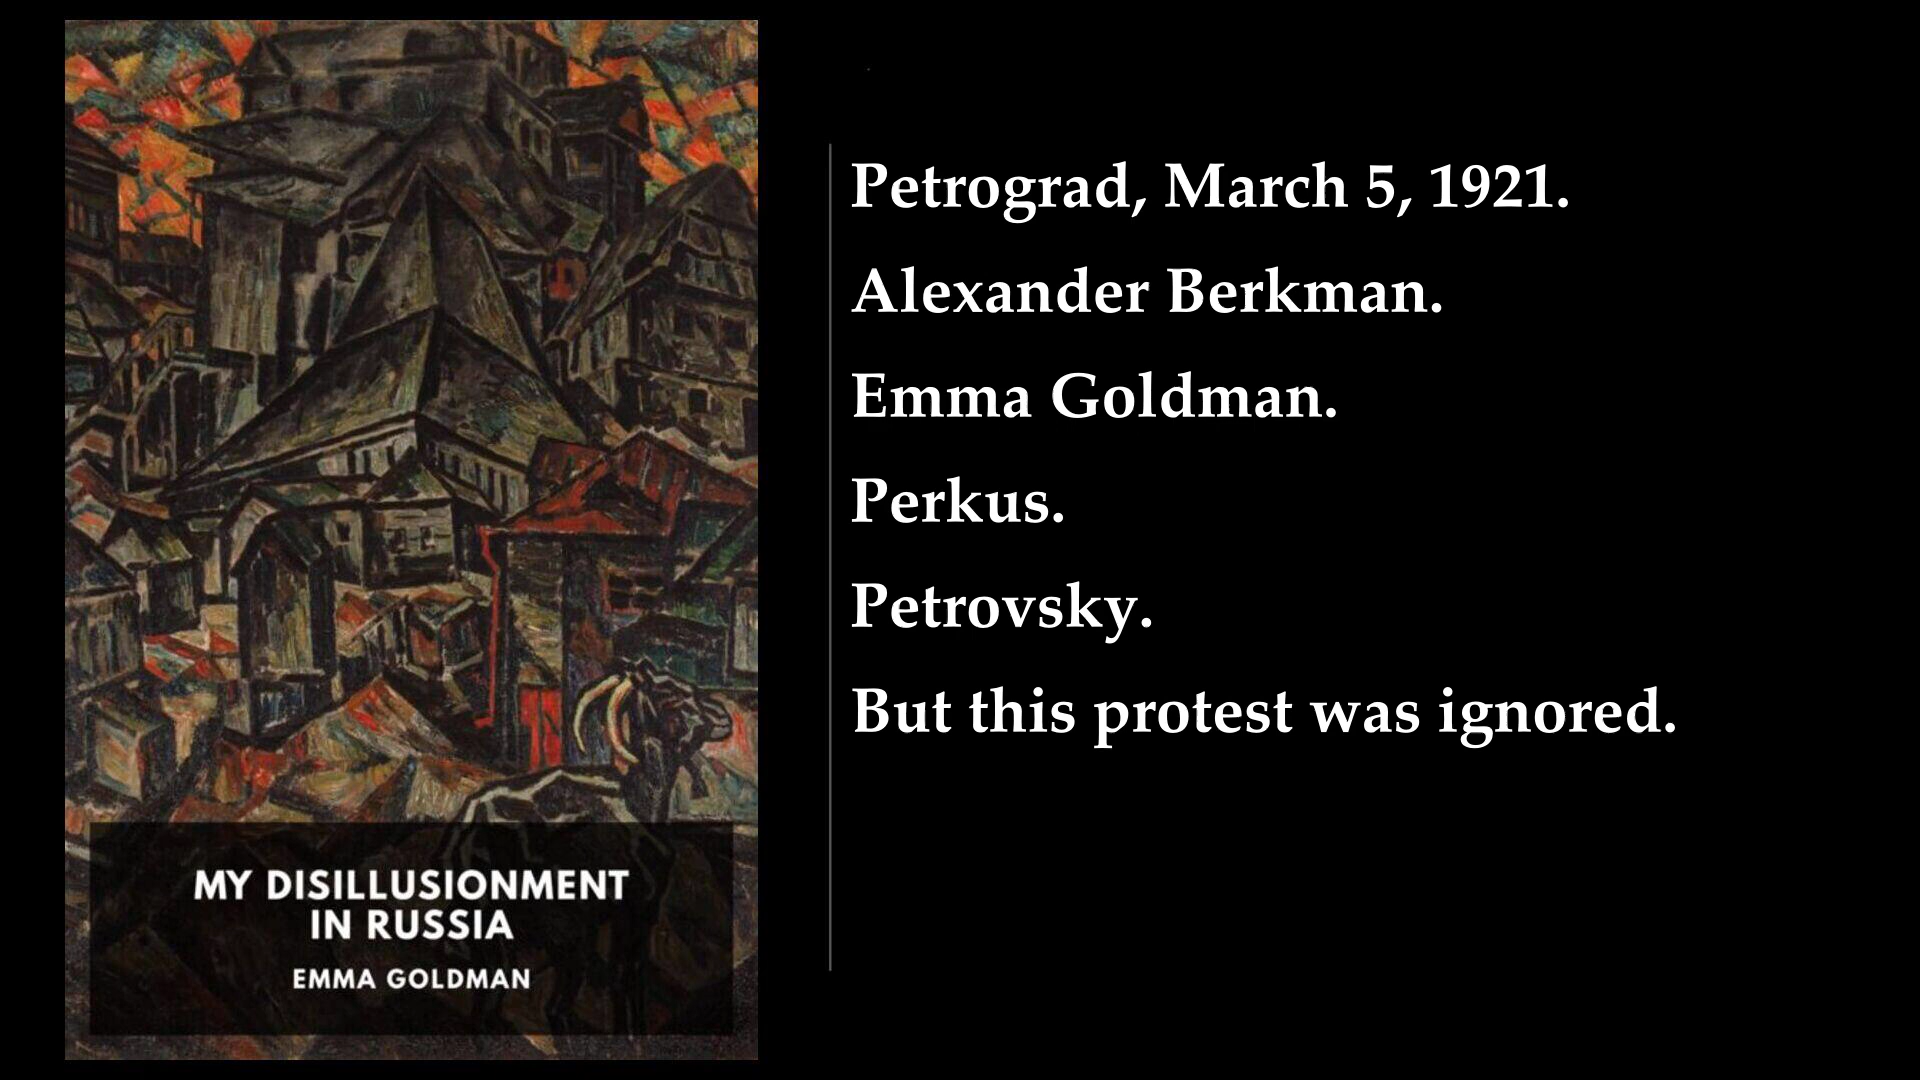 MY DISILLUSIONMENT
IN RUSSIA
EMMA GOLDMAN
Petrograd, March 5, 1921.
Alexander Berkman.
Emma Goldman.
Perkus.
Petrovsky.
But this protest was ignored.